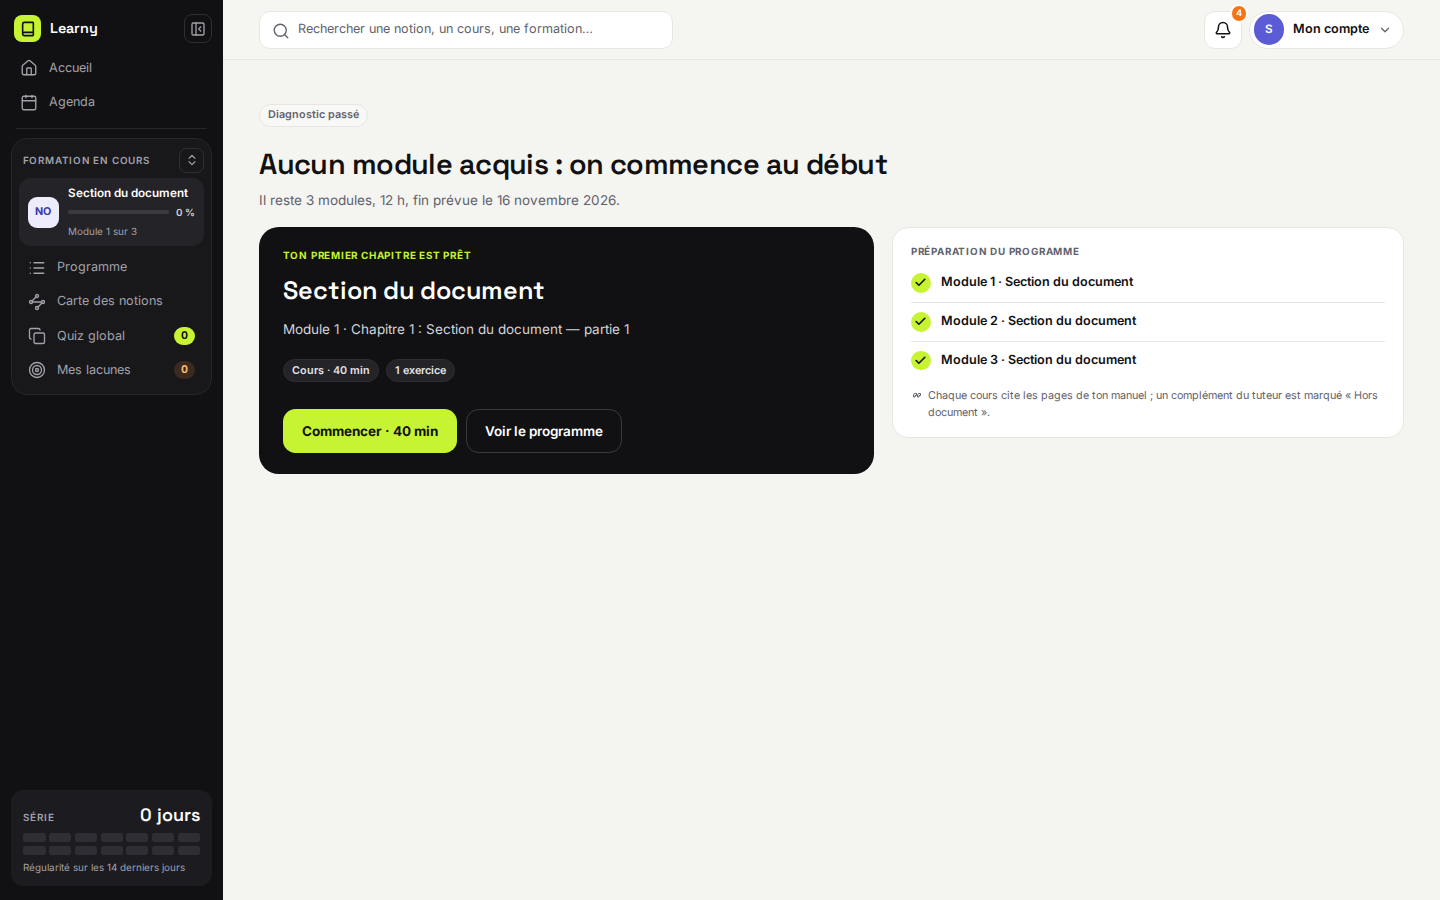 Learny
Accueil
Agenda
FORMATION EN COURS
NO
Section du document
0 %
Module 1 sur 3
Programme
Carte des notions
Quiz global 0
Mes lacunes 0
SÉRIE 0 jours
Régularité sur les 14 derniers jours
Rechercher une notion, un cours, une formation...
4
S Mon compte
Diagnostic passé
Aucun module acquis : on commence au début
Il reste 3 modules, 12 h, fin prévue le 16 novembre 2026.
TON PREMIER CHAPITRE EST PRÊT
Section du document
Module 1 · Chapitre 1 : Section du document — partie 1
Cours · 40 min 1 exercice
Commencer · 40 min Voir le programme
PRÉPARATION DU PROGRAMME
Module 1 · Section du document
Module 2 · Section du document
Module 3 · Section du document
Chaque cours cite les pages de ton manuel ; un complément du tuteur est marqué « Hors
document ».